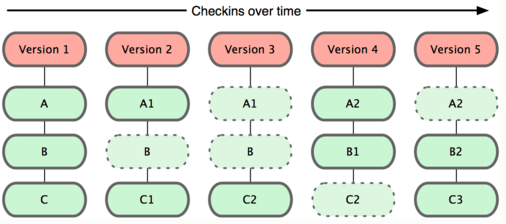 Checkins over time
Version 1 Version 2 Version 3 Version 4 Version 5
A A1 A1 A2 A2
B B B B1 B2
C C1 C2 C2 C3